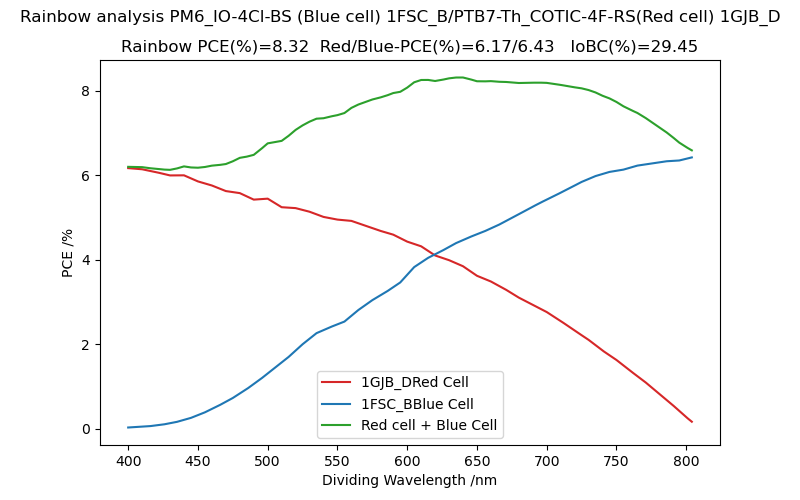 Rainbow analysis PM6_IO-4Cl-BS (Blue cell) 1FSC_B/PTB7-Th_COTIC-4F-RS(Red cell) 1GJB_D
Rainbow PCE(%)=8.32 Red/Blue-PCE(%)=6.17/6.43 IoBC(%)=29.45
8
6
4
2
0
PCE /%
1GJB_DRed Cell
1FSC_BBlue Cell
Red cell + Blue Cell
400 450 500 550 600 650 700 750 800
Dividing Wavelength /nm